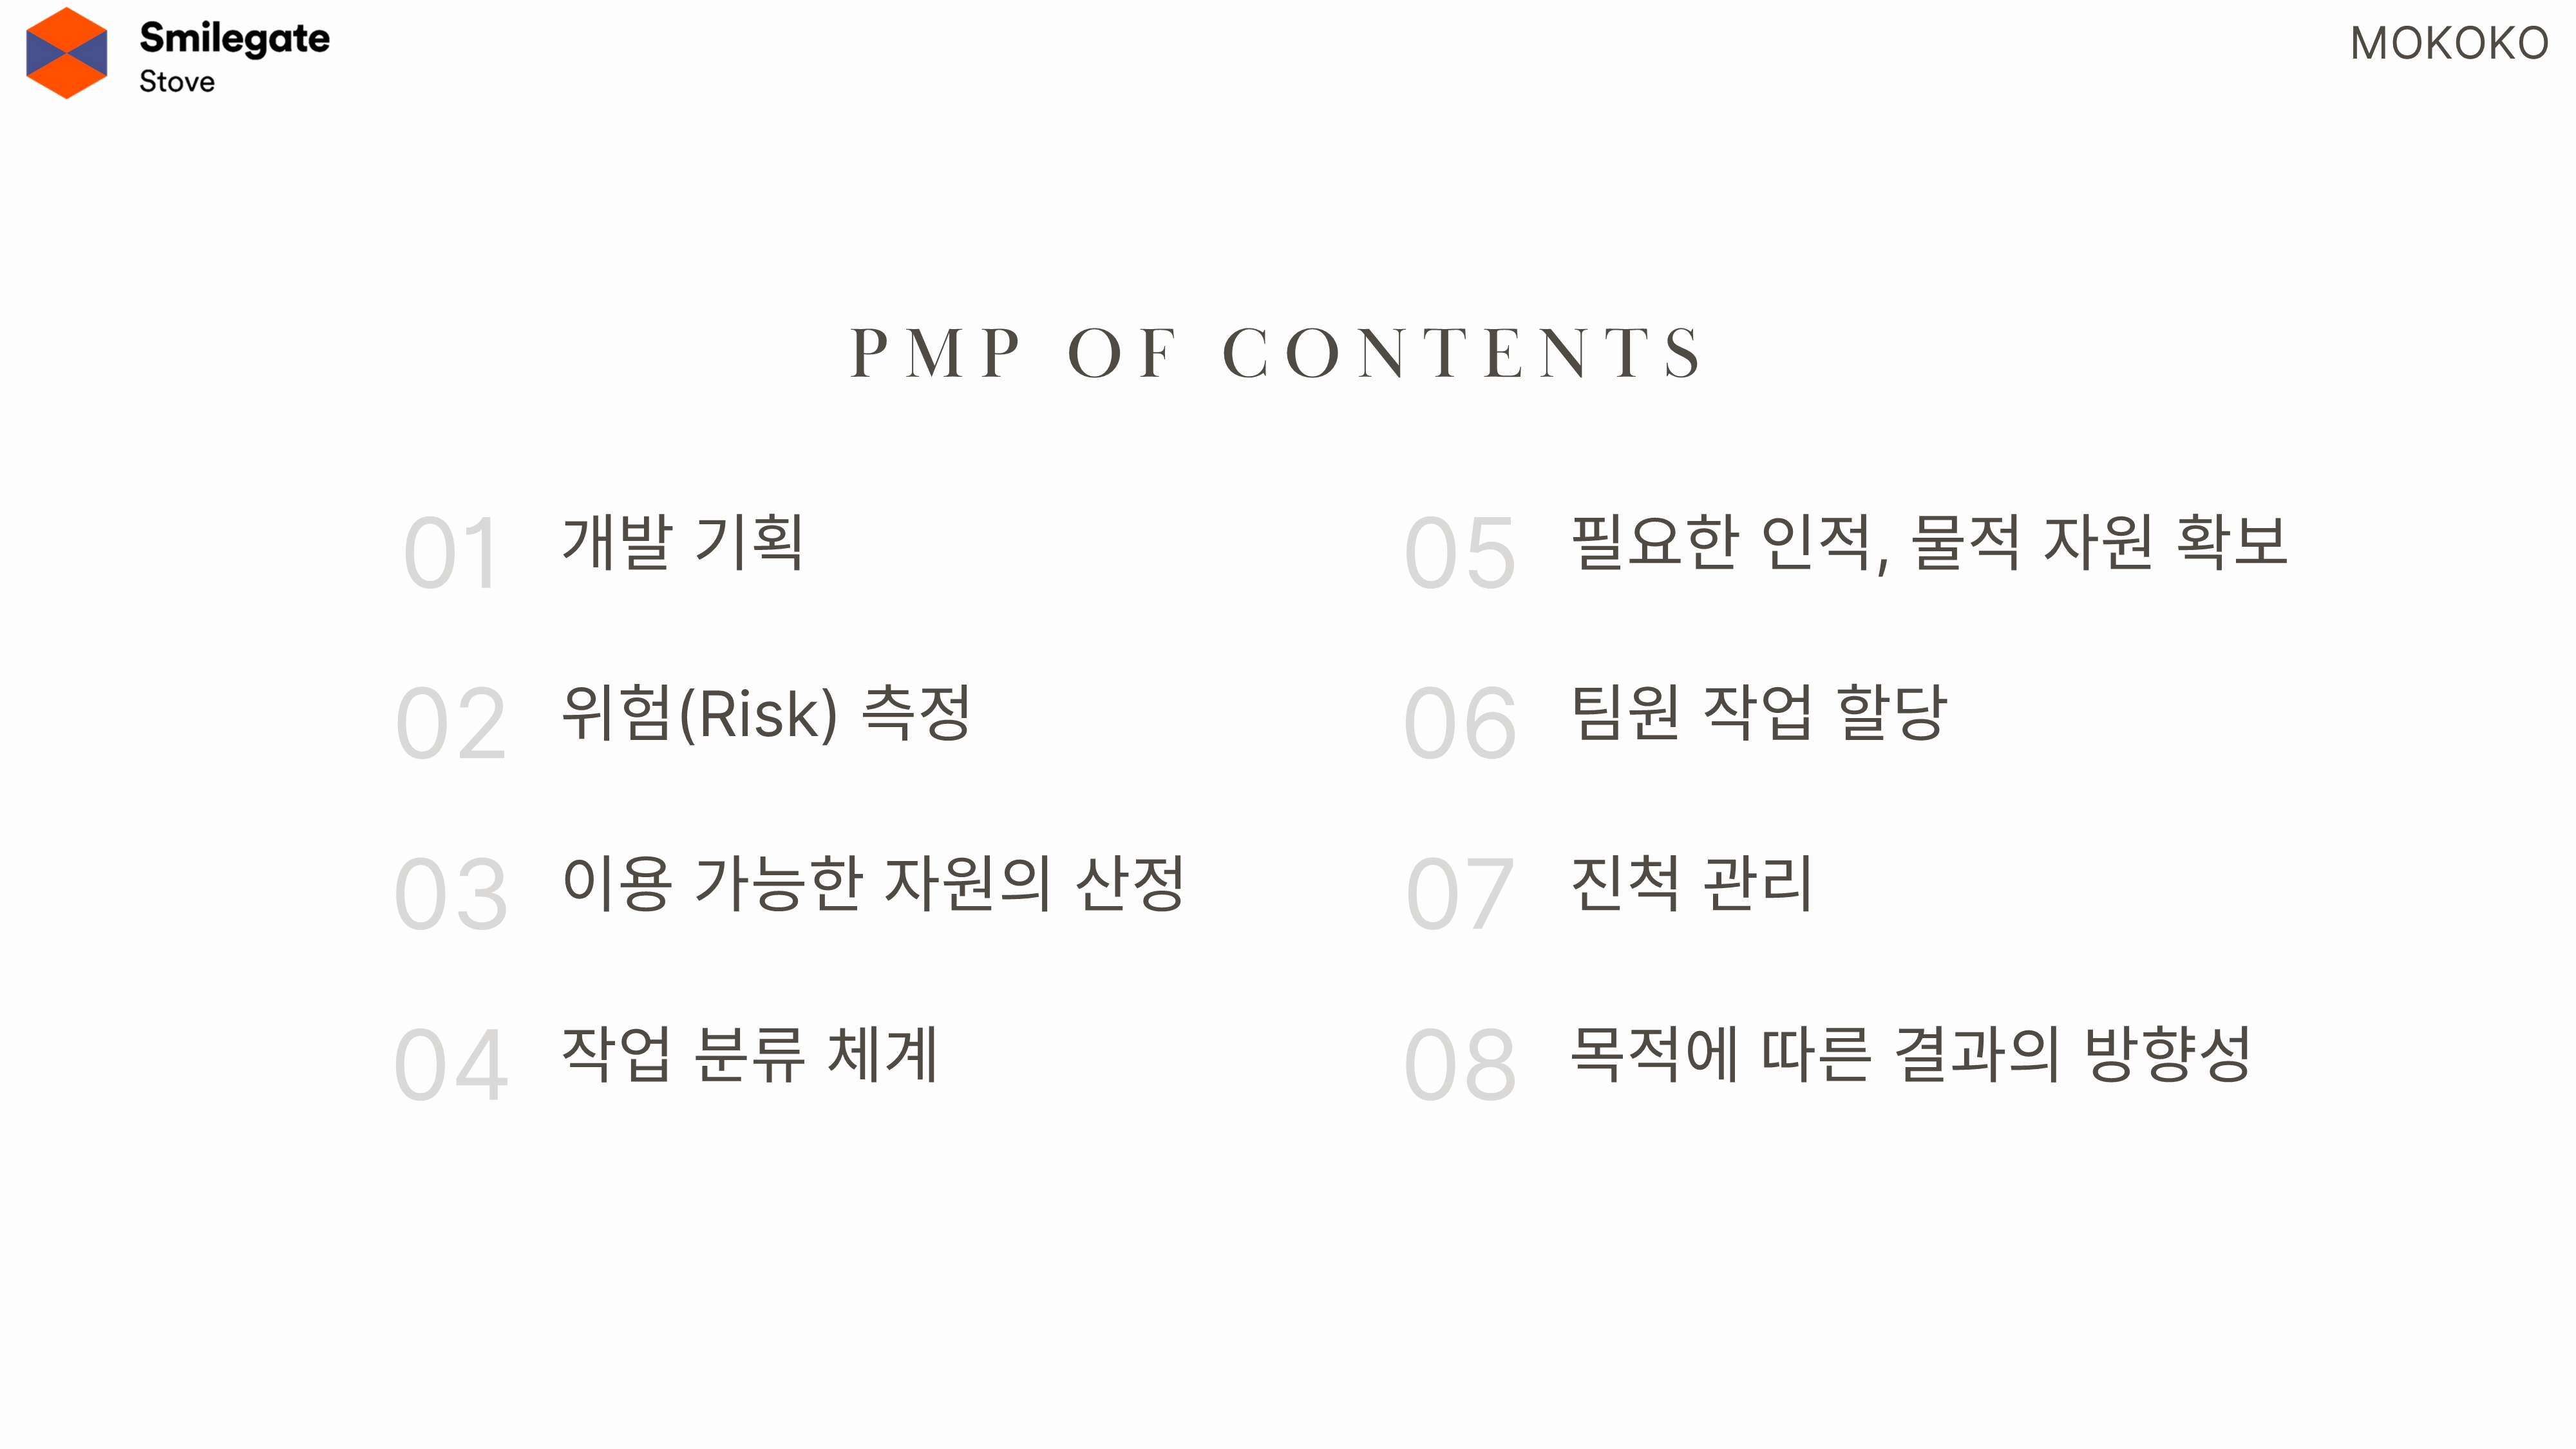 Smilegate
Stove
MOKOKO
PMP OF CONTENTS
01 개발 기획
02 위험(Risk) 측정
03 이용 가능한 자원의 산정
04 작업 분류 체계
05 필요한 인적, 물적 자원 확보
06 팀원 작업 할당
07 진척 관리
08 목적에 따른 결과의 방향성